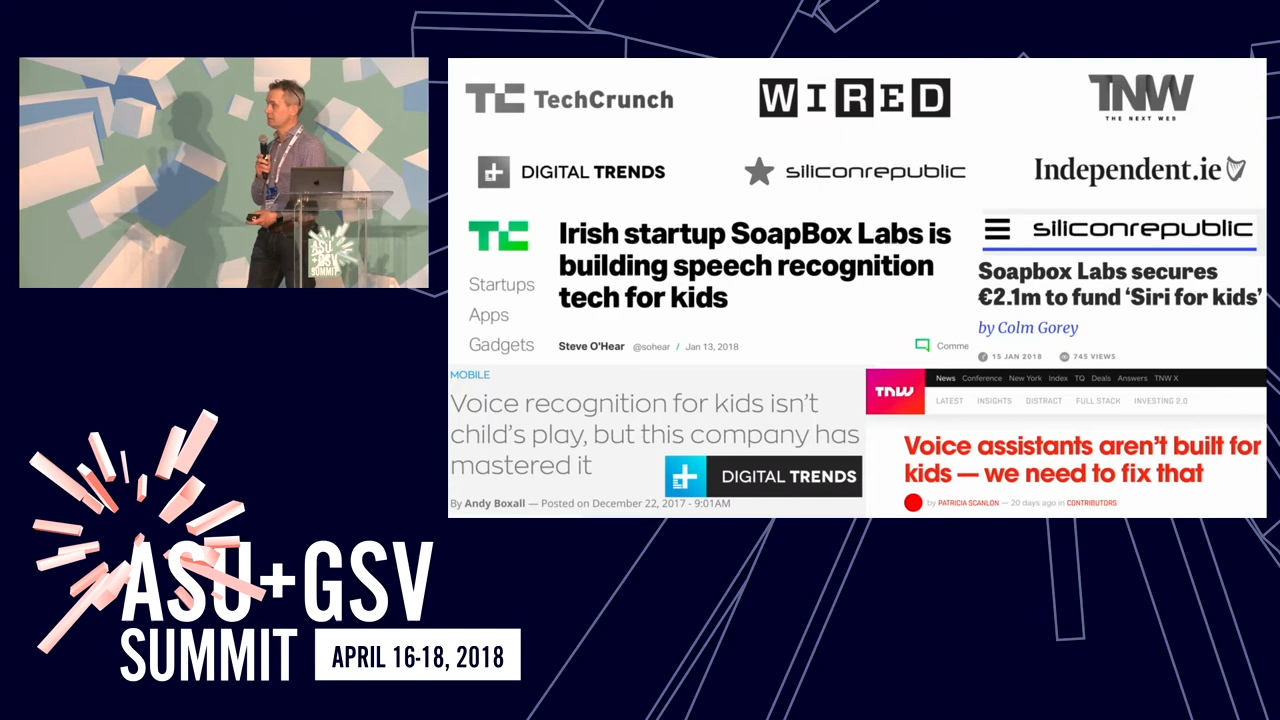 TC TechCrunch
WIRED
TNW
THE NEXT WEB
DIGITAL TRENDS
siliconrepublic
Independent.ie
TC
Startups
Apps
Gadgets
Irish startup SoapBox Labs is
building speech recognition
tech for kids
Steve O'Hear @sohear / Jan 13, 2018
Comme
siliconrepublic
Soapbox Labs secures
€2.1m to fund ‘Siri for kids’
by Colm Gorey
15 JAN 2018 745 VIEWS
MOBILE
Voice recognition for kids isn’t
child’s play, but this company has
mastered it
DIGITAL TRENDS
By Andy Boxall — Posted on December 22, 2017 - 9:01AM
TNW
News Conference New York Index TQ Deals Answers TNW X
LATEST INSIGHTS DISTRACT FULL STACK INVESTING 2.0
Voice assistants aren’t built for
kids — we need to fix that
by PATRICIA SCANLON — 20 days ago in CONTRIBUTORS
ASU
+GSV
SUMMIT
ASU+GSV
SUMMIT
APRIL 16-18, 2018